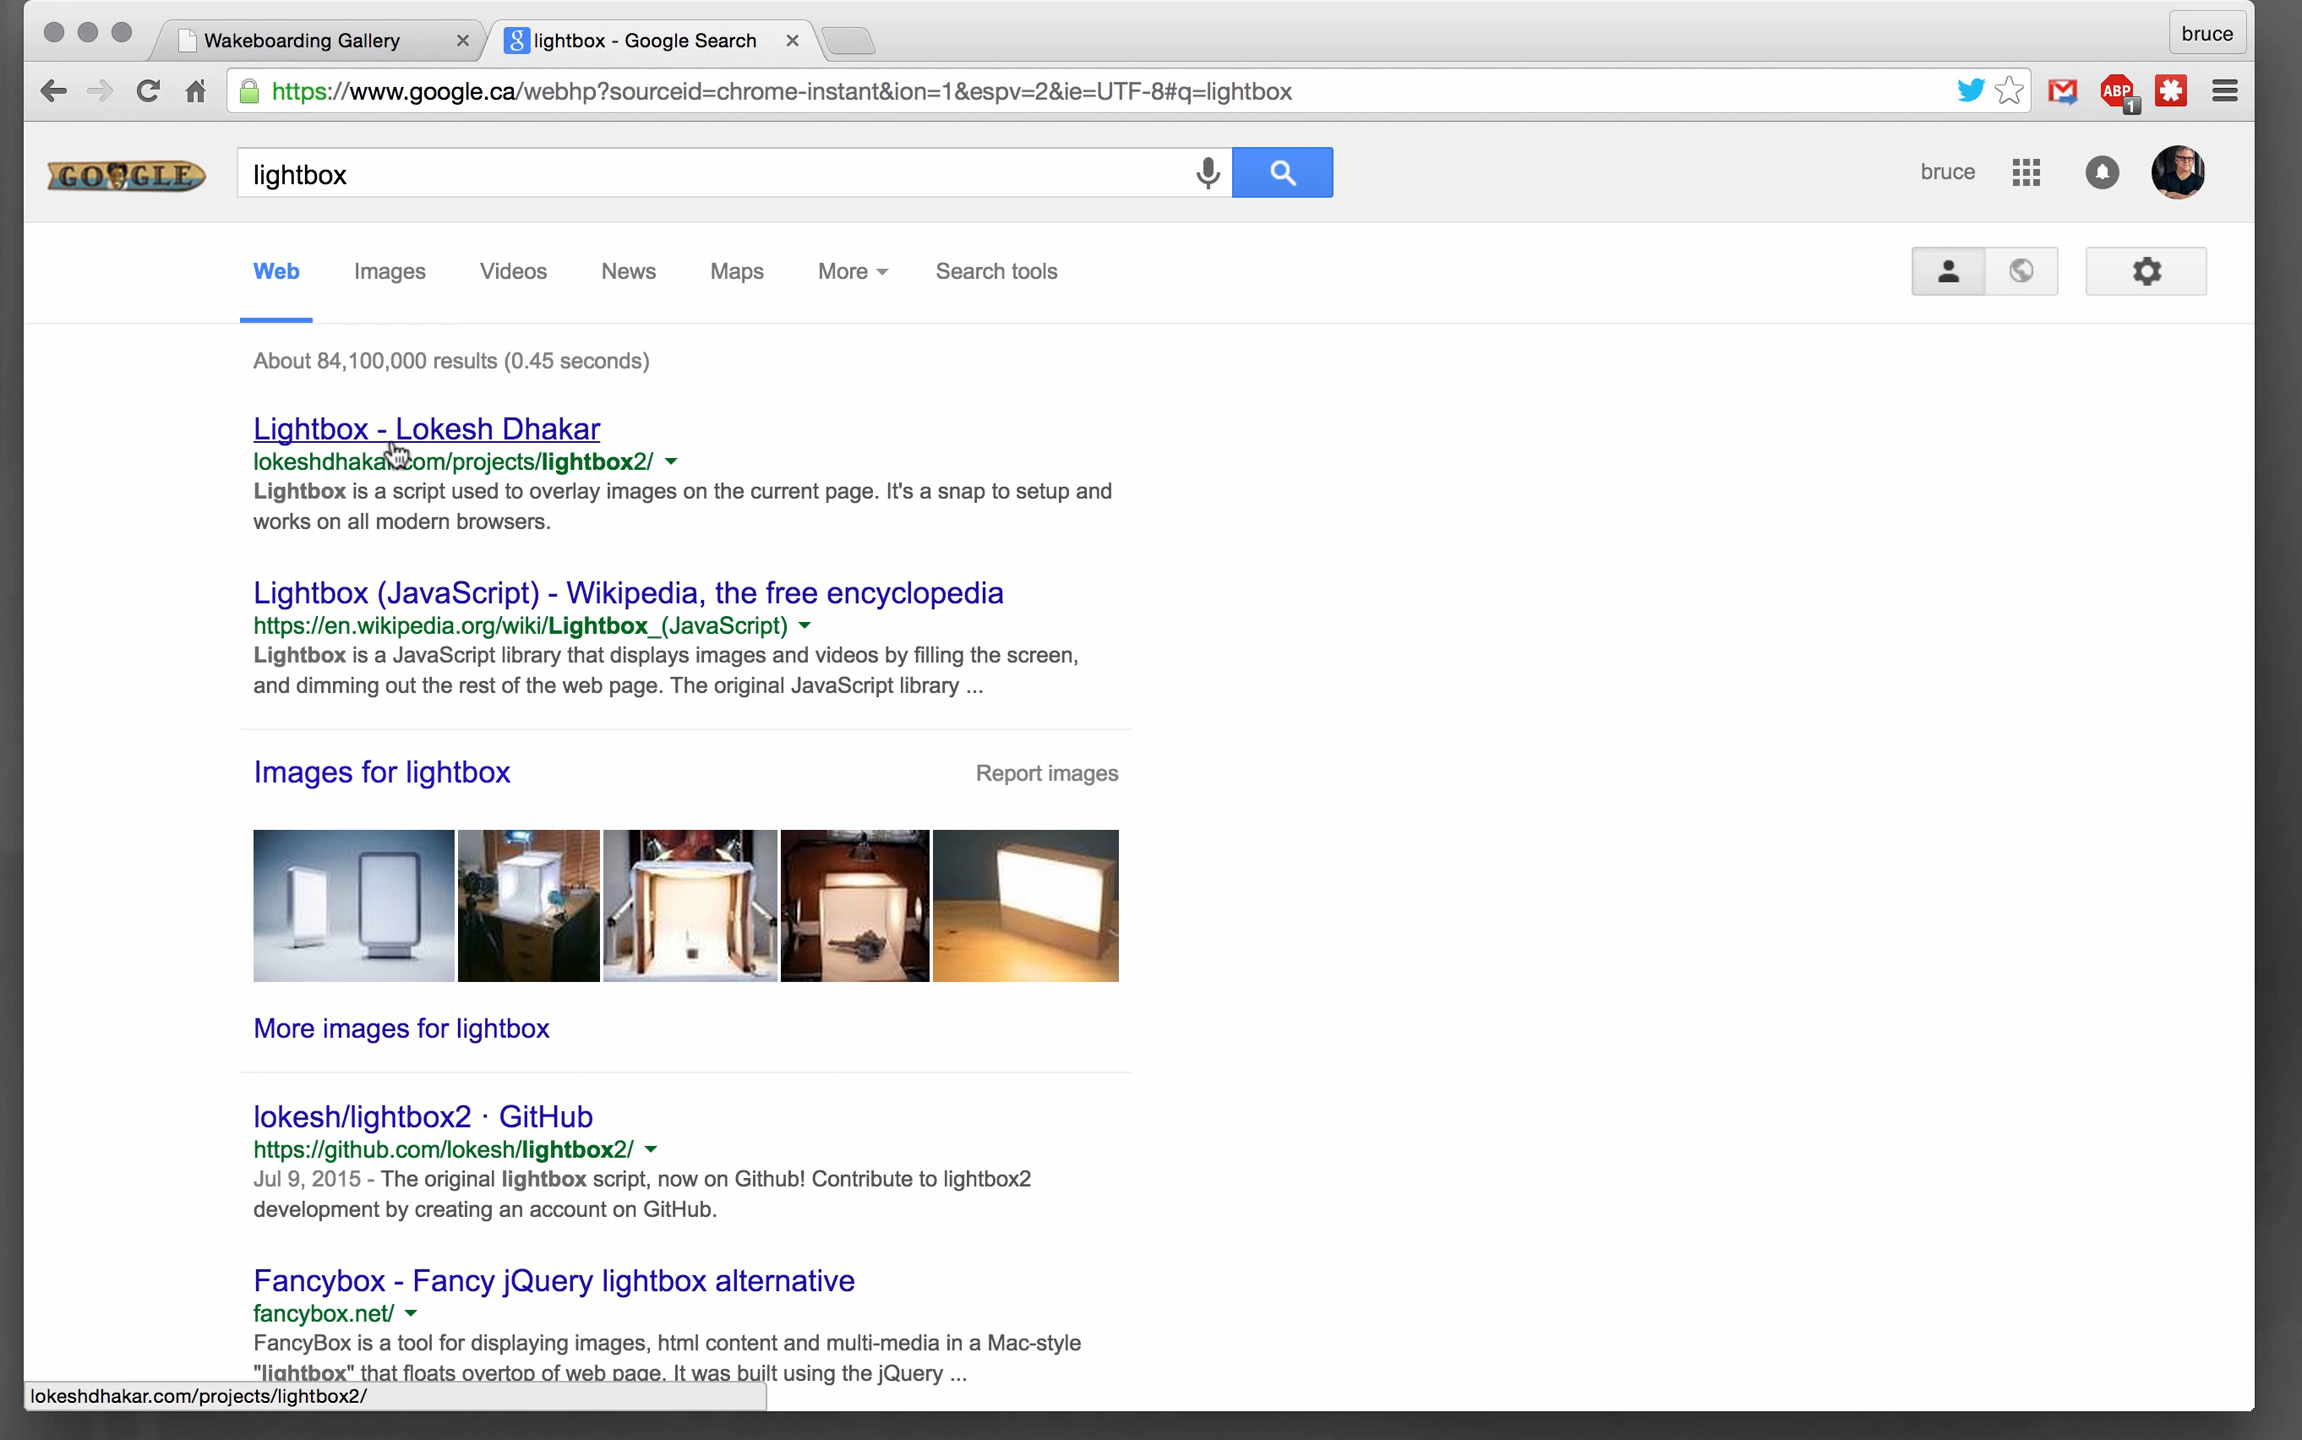 Wakeboarding Gallery
lightbox - Google Search
bruce
https://www.google.ca/webhp?sourceid=chrome-instant&ion=1&espv=2&ie=UTF-8#q=lightbox
ABP
1
GOOGLE
lightbox
bruce
Web Images Videos News Maps More Search tools
About 84,100,000 results (0.45 seconds)
Lightbox - Lokesh Dhakar
lokeshdhakar.com/projects/lightbox2/
Lightbox is a script used to overlay images on the current page. It's a snap to setup and
works on all modern browsers.
Lightbox (JavaScript) - Wikipedia, the free encyclopedia
https://en.wikipedia.org/wiki/Lightbox_(JavaScript)
Lightbox is a JavaScript library that displays images and videos by filling the screen,
and dimming out the rest of the web page. The original JavaScript library ...
Images for lightbox
Report images
More images for lightbox
lokesh/lightbox2 · GitHub
https://github.com/lokesh/lightbox2/
Jul 9, 2015 - The original lightbox script, now on Github! Contribute to lightbox2
development by creating an account on GitHub.
Fancybox - Fancy jQuery lightbox alternative
fancybox.net/
FancyBox is a tool for displaying images, html content and multi-media in a Mac-style
"lightbox" that floats overtop of web page. It was built using the jQuery ...
lokeshdhakar.com/projects/lightbox2/